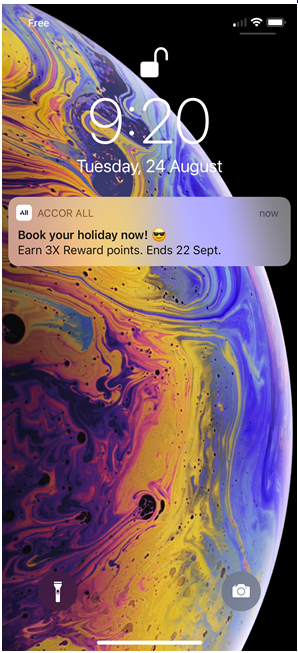 Free
9:20
Tuesday, 24 August
All ACCOR ALL now
Book your holiday now! 😎
Earn 3X Reward points. Ends 22 Sept.